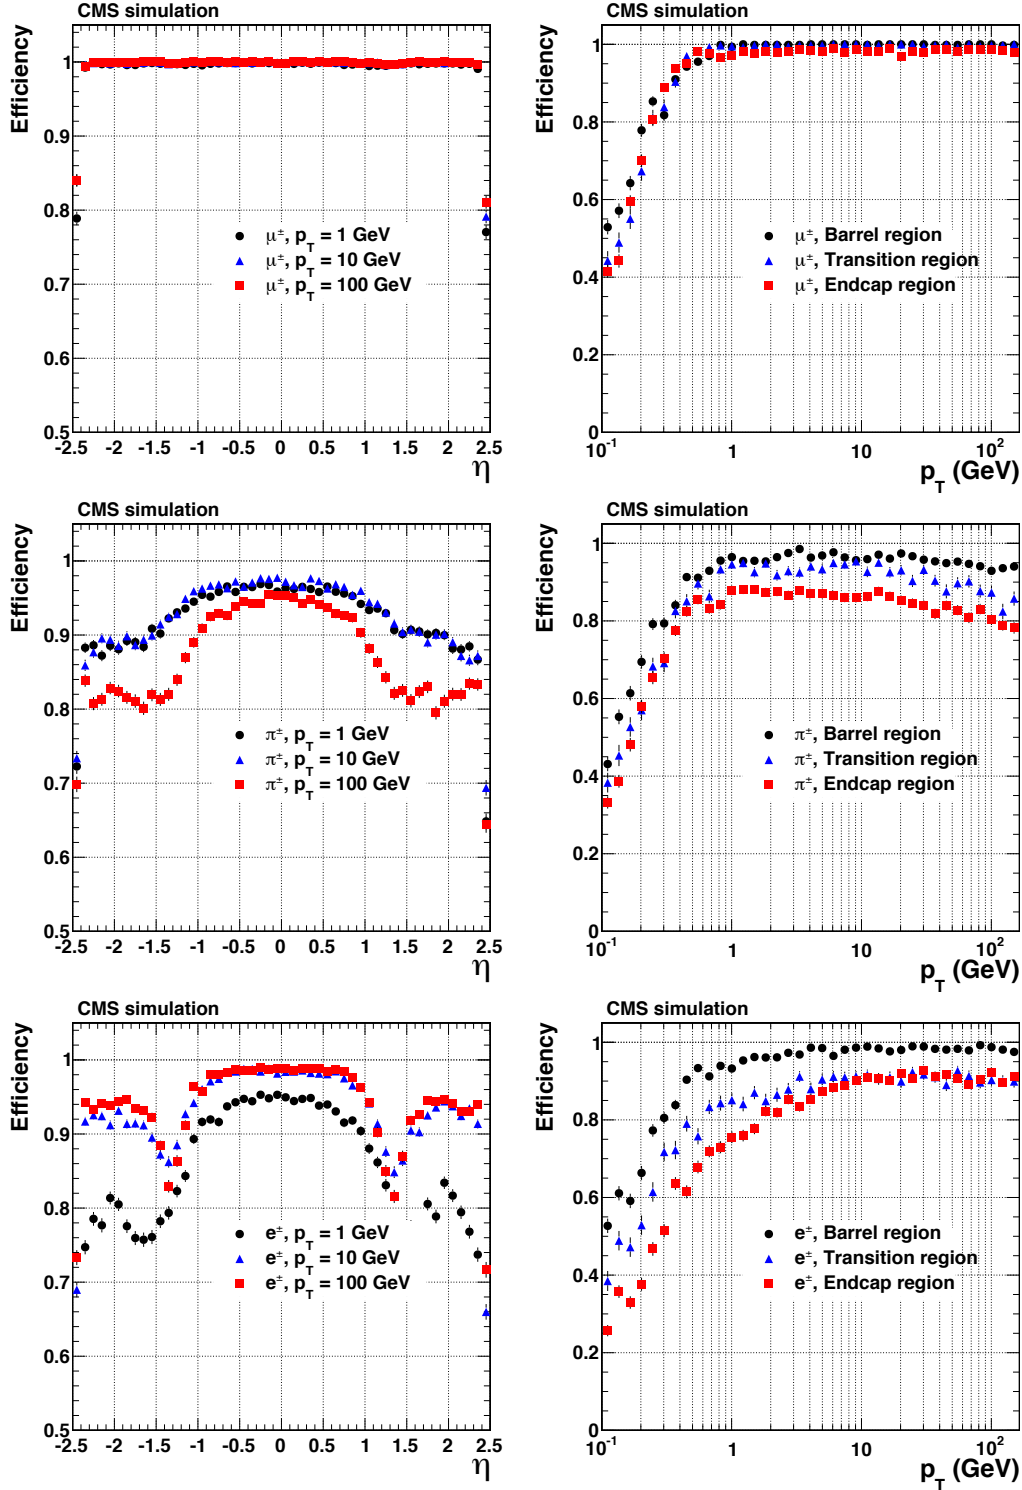 CMS simulation
Efficiency
1
0.9
0.8
0.7
0.6
0.5
μ±, pT = 1 GeV
μ±, pT = 10 GeV
μ±, pT = 100 GeV
-2.5 -2 -1.5 -1 -0.5 0 0.5 1 1.5 2 2.5
η
CMS simulation
Efficiency
1
0.8
0.6
0.4
0.2
0
μ±, Barrel region
μ±, Transition region
μ±, Endcap region
10-1 1 10 102
pT (GeV)
CMS simulation
Efficiency
1
0.9
0.8
0.7
0.6
0.5
π±, pT = 1 GeV
π±, pT = 10 GeV
π±, pT = 100 GeV
-2.5 -2 -1.5 -1 -0.5 0 0.5 1 1.5 2 2.5
η
CMS simulation
Efficiency
1
0.8
0.6
0.4
0.2
0
π±, Barrel region
π±, Transition region
π±, Endcap region
10-1 1 10 102
pT (GeV)
CMS simulation
Efficiency
1
0.9
0.8
0.7
0.6
0.5
e±, pT = 1 GeV
e±, pT = 10 GeV
e±, pT = 100 GeV
-2.5 -2 -1.5 -1 -0.5 0 0.5 1 1.5 2 2.5
η
CMS simulation
Efficiency
1
0.8
0.6
0.4
0.2
0
e±, Barrel region
e±, Transition region
e±, Endcap region
10-1 1 10 102
pT (GeV)